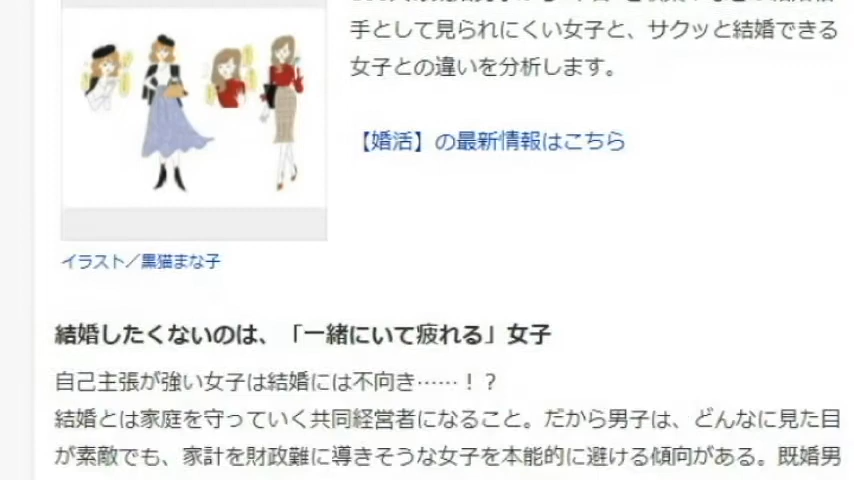 手として見られにくい女子と、サクッと結婚できる
女子との違いを分析します。
【婚活】の最新情報はこちら
イラスト／黒猫まな子
結婚したくないのは、「一緒にいて疲れる」女子
自己主張が強い女子は結婚には不向き……！？
結婚とは家庭を守っていく共同経営者になること。だから男子は、どんなに見た目
が素敵でも、家計を財政難に導きそうな女子を本能的に避ける傾向がある。既婚男